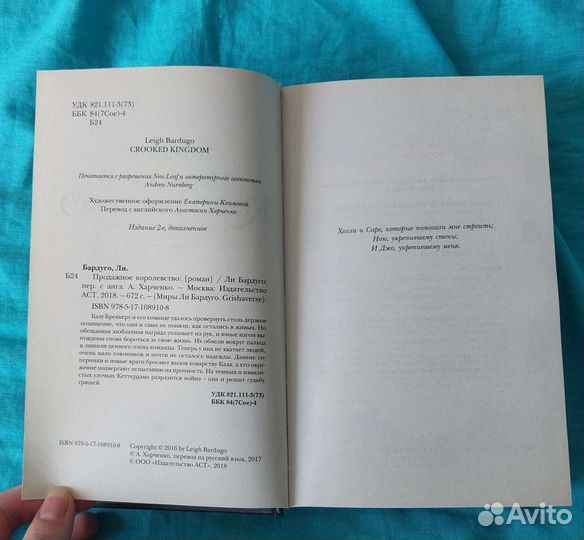 УДК 821.111-3(73)
ББК 84(7Сое)-4
Б24
Leigh Bardugo
CROOKED KINGDOM
Печатается с разрешения New Leaf и литературного агентства
Andrew Nurnberg
Художественное оформление Екатерины Климовой
Перевод с английского Анастасии Харченко
Издание 2-е, дополненное
Бардуго, Ли.
Б24 Продажное королевство: [роман] / Ли Бардуго;
пер. с англ. А. Харченко. – Москва: Издательство
АСТ, 2018. – 672 с. – (Миры Ли Бардуго. Grishaverse).
ISBN 978-5-17-108910-8
Казу Бреккеру и его команде удалось провернуть столь дерзкое
похищение, что они и сами не поняли, как остались в живых. Но
обещанная заоблачная награда уплывает из рук, и юные изгои вы-
нуждены снова бороться за свою жизнь. Их обвели вокруг пальца
и лишили ценного члена команды. Теперь у них не хватает людей,
очень мало союзников и почти не осталось надежды. Давние со-
перники и новые враги бросают вызов коварству Каза, а его окру-
жение подвергают испытанию на прочность. На темных и извили-
стых улочках Кеттердама разразится война – она и решит судьбу
гришей.
УДК 821.111-3(73)
ББК 84(7Сое)-4
Copyright © 2016 by Leigh Bardugo
ISBN 978-5-17-108910-8 © А. Харченко, перевод на русский язык, 2017
© ООО «Издательство АСТ», 2018
Холли и Саре, которые помогали мне строить;
Ною, укрепившему стены;
И Джо, укрепившему меня.
Avito